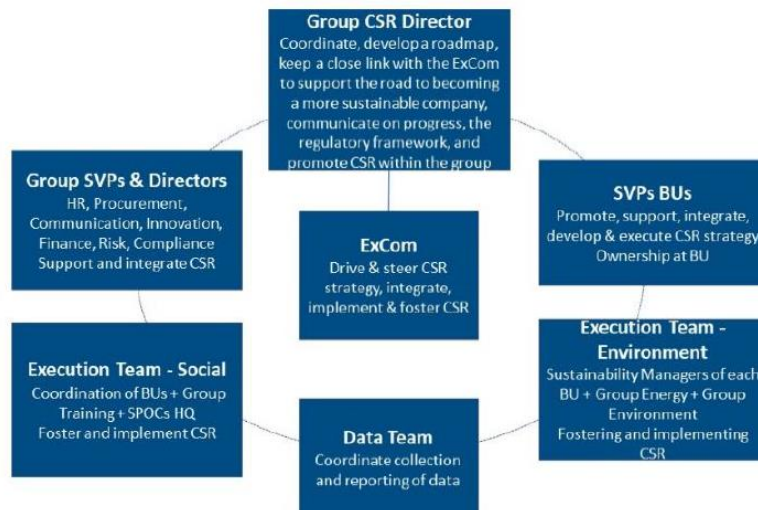 Group CSR Director
Coordinate, develop a roadmap,
keep a close link with the ExCom
to support the road to becoming
a more sustainable company,
communicate on progress, the
regulatory framework, and
promote CSR within the group
Group SVPs & Directors
HR, Procurement,
Communication, Innovation,
Finance, Risk, Compliance
Support and integrate CSR
ExCom
Drive & steer CSR
strategy, integrate,
implement & foster CSR
SVPs BUs
Promote, support, integrate,
develop & execute CSR strategy
Ownership at BU
Execution Team - Social
Coordination of BUs + Group
Training + SPOCs HQ
Foster and implement CSR
Data Team
Coordinate collection
and reporting of data
Execution Team -
Environment
Sustainability Managers of each
BU + Group Energy + Group
Environment
Fostering and implementing
CSR